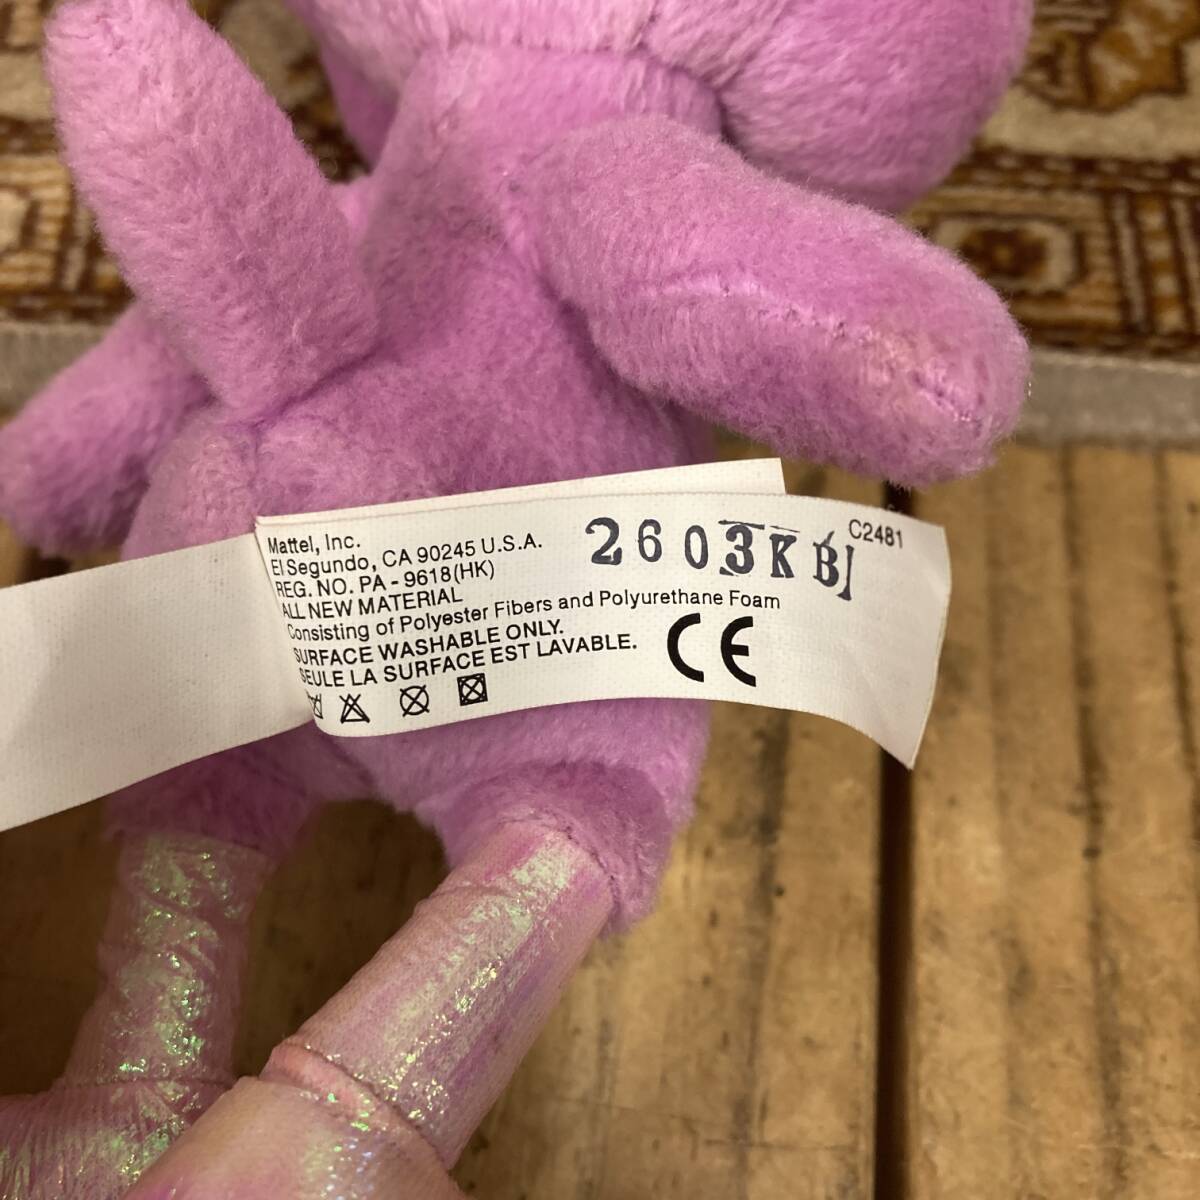 Mattel, Inc.
El Segundo, CA 90245 U.S.A.
REG. NO. PA - 9618(HK)
ALL NEW MATERIAL
Consisting of Polyester Fibers and Polyurethane Foam
SURFACE WASHABLE ONLY.
SEULE LA SURFACE EST LAVABLE.
2603KB1
C2481
CE